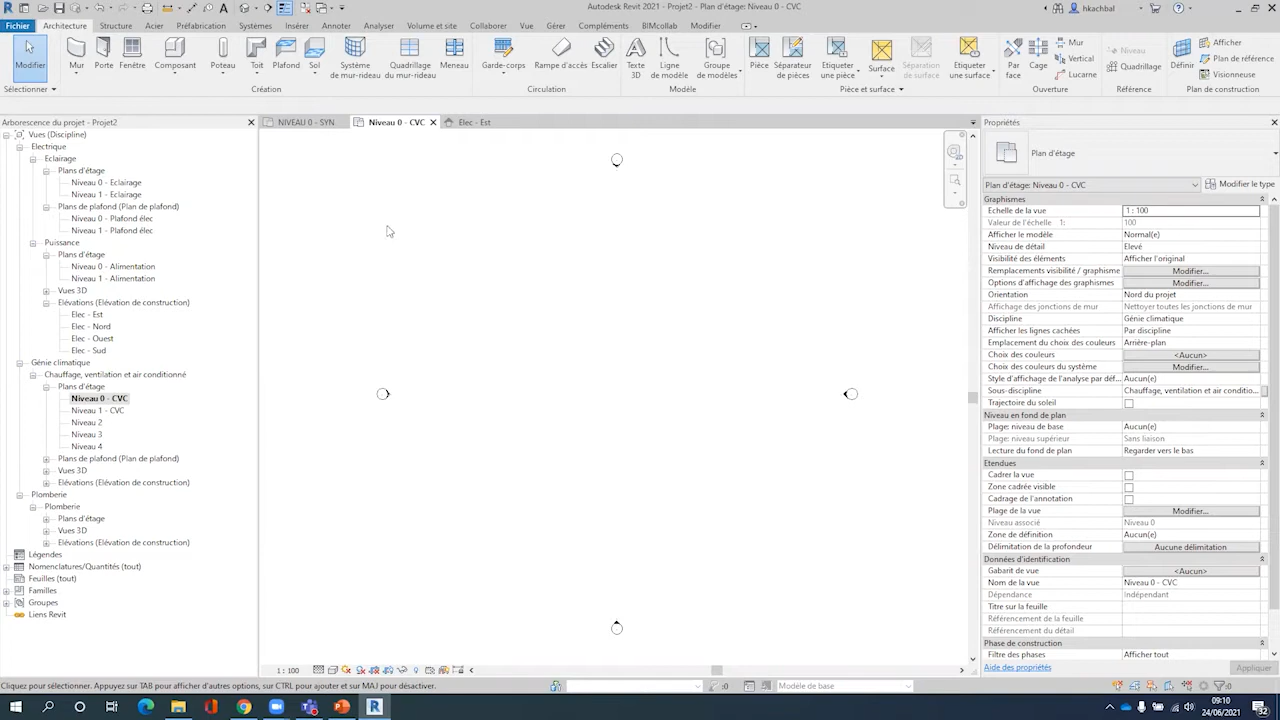 Autodesk Revit 2021 - Projet2 - Plan d'étage: Niveau 0 - CVC
hkachbal
Fichier Architecture Structure Acier Préfabrication Systèmes Insérer Annoter Analyser Volume et site Collaborer Vue Gérer Compléments BIMcollab Modifier
Modifier
Mur
Porte
Fenêtre
Composant
Poteau
Toit
Plafond
Sol
Système
du mur-rideau
Quadrillage
du mur-rideau
Meneau
Garde-corps
Rampe d'accès
Escalier
Texte
3D
Ligne
de modèle
Groupe
de modèles
Pièce
Séparateur
de pièces
Etiqueter
une pièce
Surface
Séparation
de surface
Etiqueter
une surface
Par
face
Cage
Mur
Vertical
Lucarne
Niveau
Quadrillage
Définir
Afficher
Plan de référence
Visionneuse
Sélectionner
Création
Circulation
Modèle
Pièce et surface
Ouverture
Référence
Plan de construction
Arborescence du projet - Projet2
Vues (Discipline)
Electrique
Eclairage
Plans d'étage
Niveau 0 - Eclairage
Niveau 1 - Eclairage
Plans de plafond (Plan de plafond)
Niveau 0 - Plafond élec
Niveau 1 - Plafond élec
Puissance
Plans d'étage
Niveau 0 - Alimentation
Niveau 1 - Alimentation
Vues 3D
Elévations (Elévation de construction)
Elec - Est
Elec - Nord
Elec - Ouest
Elec - Sud
Génie climatique
Chauffage, ventilation et air conditionné
Plans d'étage
Niveau 0 - CVC
Niveau 1 - CVC
Niveau 2
Niveau 3
Niveau 4
Plans de plafond (Plan de plafond)
Vues 3D
Elévations (Elévation de construction)
Plomberie
Plomberie
Plans d'étage
Vues 3D
Elévations (Elévation de construction)
Légendes
Nomenclatures/Quantités (tout)
Feuilles (tout)
Familles
Groupes
Liens Revit
NIVEAU 0 - SYN
Niveau 0 - CVC
Elec - Est
1 : 100
Propriétés
Plan d'étage
Plan d'étage: Niveau 0 - CVC
Modifier le type
Graphismes
Echelle de la vue 1 : 100
Valeur de l'échelle 1: 100
Afficher le modèle Normal(e)
Niveau de détail Elevé
Visibilité des éléments Afficher l'original
Remplacements visibilité / graphisme Modifier...
Options d'affichage des graphismes Modifier...
Orientation Nord du projet
Affichage des jonctions de mur Nettoyer toutes les jonctions de mur
Discipline Génie climatique
Afficher les lignes cachées Par discipline
Emplacement du choix des couleurs Arrière-plan
Choix des couleurs <Aucun>
Choix des couleurs du système Modifier...
Style d'affichage de l'analyse par déf... Aucun(e)
Sous-discipline Chauffage, ventilation et air conditio...
Trajectoire du soleil
Niveau en fond de plan
Plage: niveau de base Aucun(e)
Plage: niveau supérieur Sans liaison
Lecture du fond de plan Regarder vers le bas
Etendues
Cadrer la vue
Zone cadrée visible
Cadrage de l'annotation
Plage de la vue Modifier...
Niveau associé Niveau 0
Zone de définition Aucun(e)
Délimitation de la profondeur Aucune délimitation
Données d'identification
Gabarit de vue <Aucun>
Nom de la vue Niveau 0 - CVC
Dépendance Indépendant
Titre sur la feuille
Référencement de la feuille
Référencement du détail
Phase de construction
Filtre des phases Afficher tout
Aide des propriétés
Appliquer
Cliquez pour sélectionner. Appuyez sur TAB pour afficher d'autres options, sur CTRL pour ajouter et sur MAJ pour désactiver.
:0
Modèle de base
:0
09:10
24/06/2021